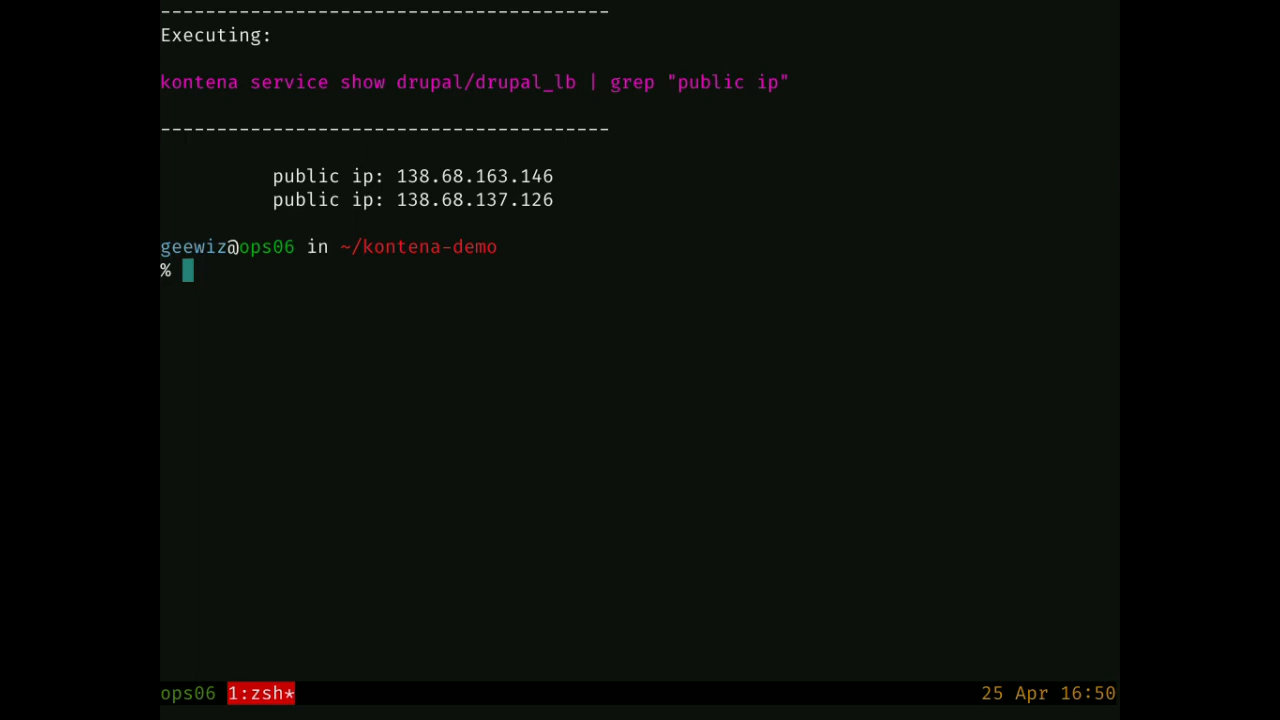 ----------------------------------------
Executing:
kontena service show drupal/drupal_lb | grep "public ip"
----------------------------------------
public ip: 138.68.163.146
public ip: 138.68.137.126
geewiz@ops06 in ~/kontena-demo
%
ops06 1:zsh* 25 Apr 16:50